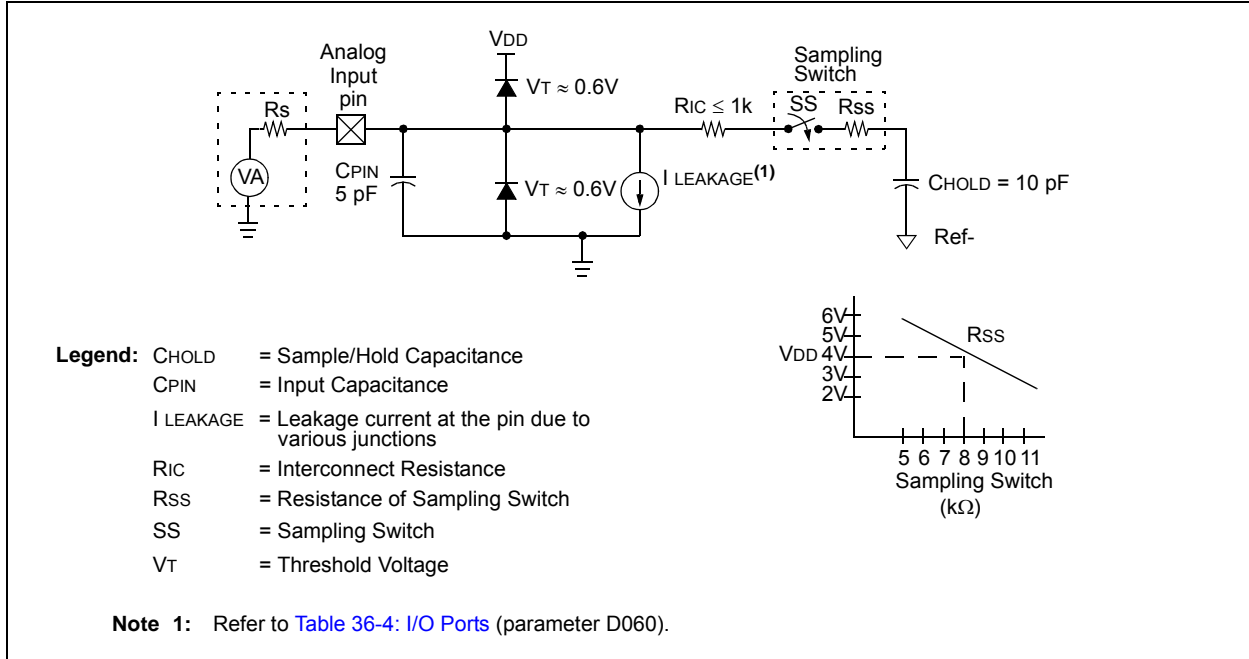 VDD
Analog
Input
pin
Sampling
Switch
VT ≈ 0.6V
Rs
RIC ≤ 1k
SS
Rss
VA
CPIN
5 pF
VT ≈ 0.6V
I LEAKAGE(1)
CHOLD = 10 pF
Ref-
6V
5V
VDD 4V
3V
2V
RSS
5 6 7 8 9 10 11
Sampling Switch
(kΩ)
Legend: CHOLD = Sample/Hold Capacitance
CPIN = Input Capacitance
I LEAKAGE = Leakage current at the pin due to
various junctions
RIC = Interconnect Resistance
RSS = Resistance of Sampling Switch
SS = Sampling Switch
VT = Threshold Voltage
Note 1: Refer to Table 36-4: I/O Ports (parameter D060).